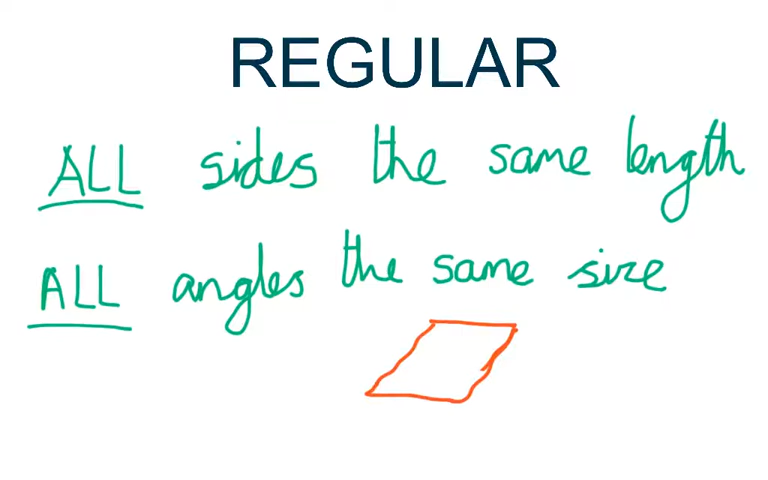 REGULAR
ALL sides the same length
ALL angles the same size